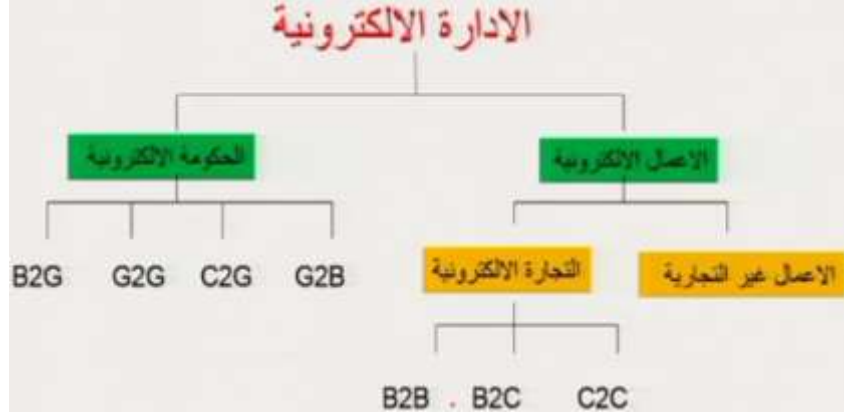 الادارة الالكترونية
الاعمال الالكترونية
الحكومة الالكترونية
B2G G2G C2G G2B
التجارة الالكترونية
الاعمال غير التجارية
B2B . B2C C2C